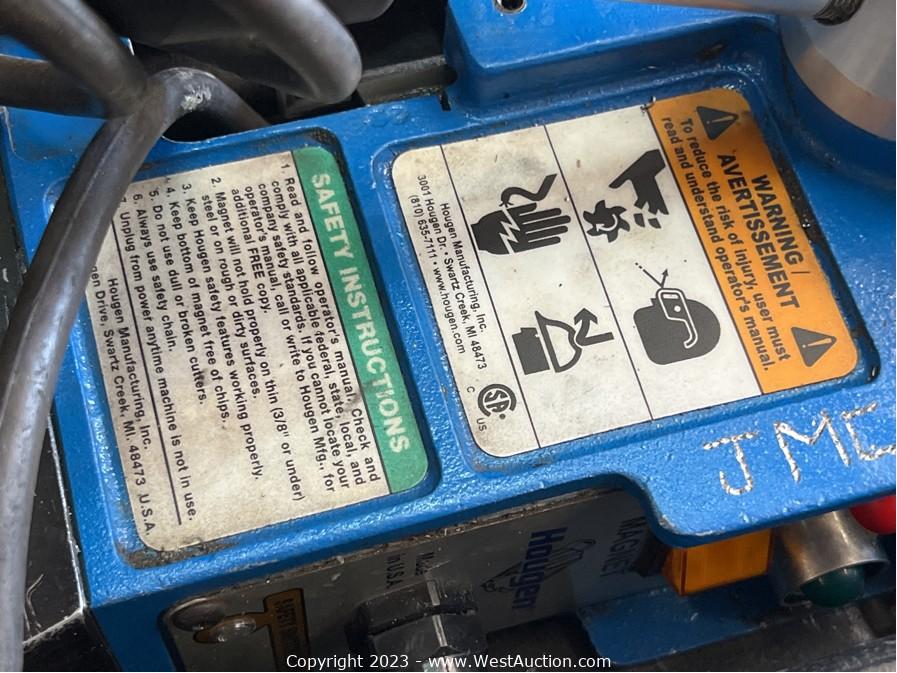 SAFETY INSTRUCTIONS
1. Read and follow operator's manual. Check and
comply with all applicable federal, state, local, and
company safety standards. If you cannot locate your
operator's manual, call or write to Hougen Mfg., for
additional FREE copy.
2. Magnet will not hold properly on thin (3/8" or under)
steel or on rough or dirty surfaces.
3. Keep Hougen safety features working properly.
4. Keep bottom of magnet free of chips.
5. Do not use dull or broken cutters.
6. Always use safety chain.
7. Unplug from power anytime machine is not in use.
Hougen Manufacturing, Inc.
gen Drive, Swartz Creek, MI. 48473 U.S.A.
WARNING /
AVERTISSEMENT
To reduce the risk of injury, user must
read and understand operator's manual.
Hougen Manufacturing, Inc.
3001 Hougen Dr. • Swartz Creek, MI 48473
(810) 635-7111 • www.hougen.com
C SA US
JMC
MAGNET
Hougen
Made
in U.S.A.
Copyright 2023 - www.WestAuction.com